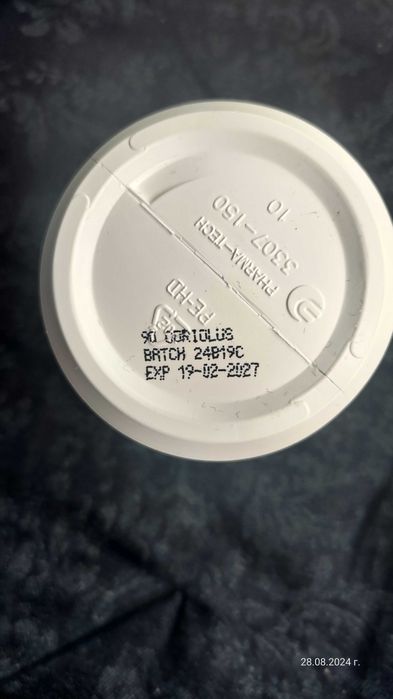 10
3307-150
PHARMA-TECH
PE-HD
90 CORIOLUS
BATCH 24B19C
EXP 19-02-2027
28.08.2024 г.